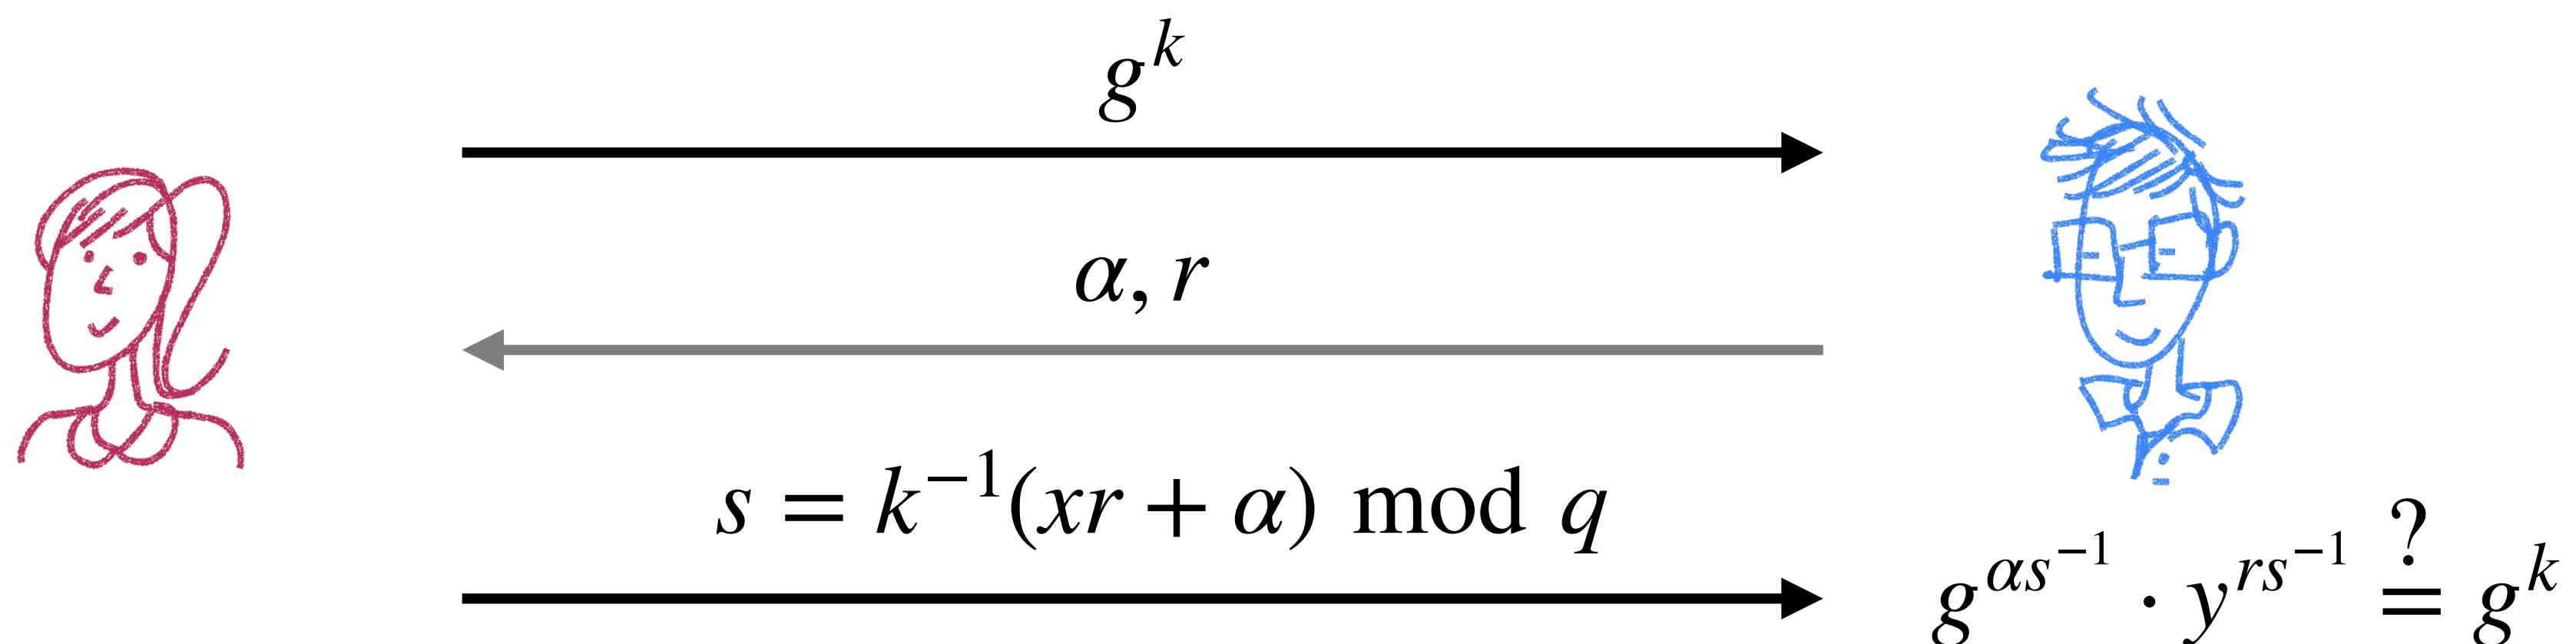 g^k
α, r
s = k^{−1}(xr + α) mod q
g^{αs^{−1}} · y^{rs^{−1}} ≟ g^k